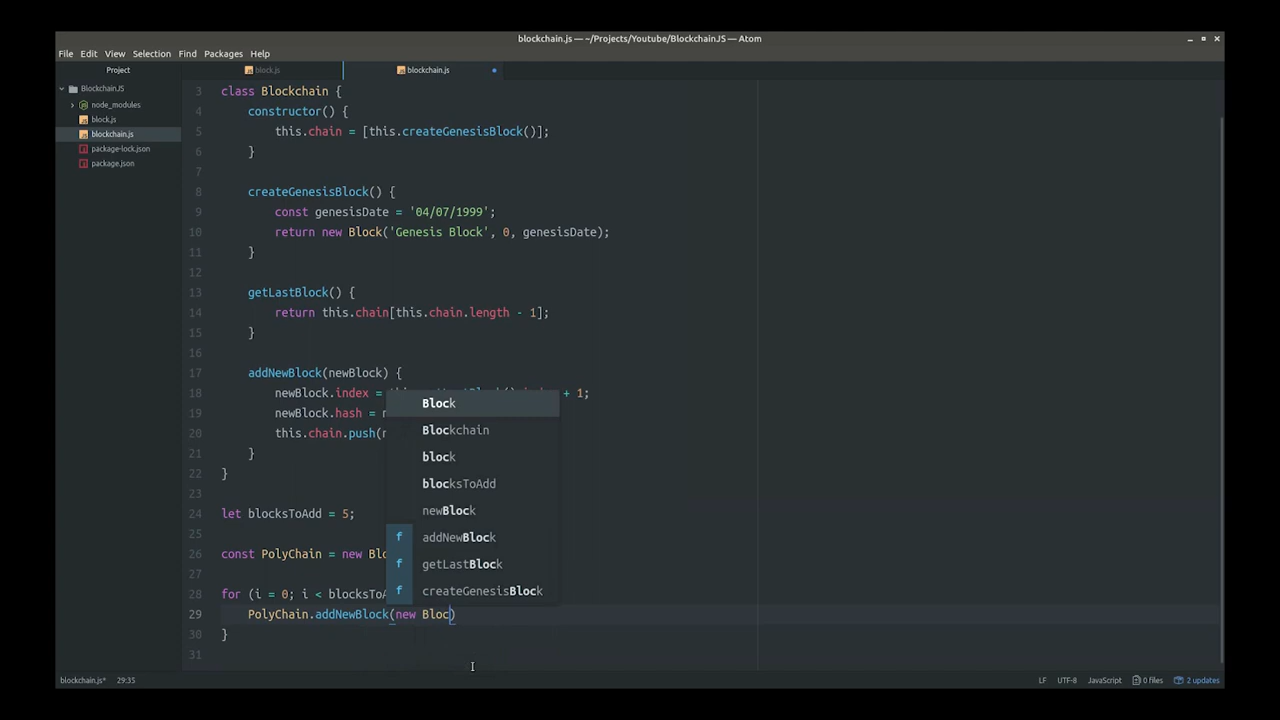 blockchain.js — ~/Projects/Youtube/BlockchainJS — Atom
File Edit View Selection Find Packages Help
Project
block.js
blockchain.js
BlockchainJS
node_modules
block.js
blockchain.js
package-lock.json
package.json
3 class Blockchain {
4 constructor() {
5 this.chain = [this.createGenesisBlock()];
6 }
7
8 createGenesisBlock() {
9 const genesisDate = '04/07/1999';
10 return new Block('Genesis Block', 0, genesisDate);
11 }
12
13 getLastBlock() {
14 return this.chain[this.chain.length - 1];
15 }
16
17 addNewBlock(newBlock) {
18 newBlock.index = + 1;
19 newBlock.hash = n
20 this.chain.push(n
21 }
22 }
23
24 let blocksToAdd = 5;
25
26 const PolyChain = new Blo
27
28 for (i = 0; i < blocksToA
29 PolyChain.addNewBlock(new Bloc)
30 }
31
Block
Blockchain
block
blocksToAdd
newBlock
f addNewBlock
f getLastBlock
f createGenesisBlock
blockchain.js* 29:35
LF UTF-8 JavaScript 0 files 2 updates